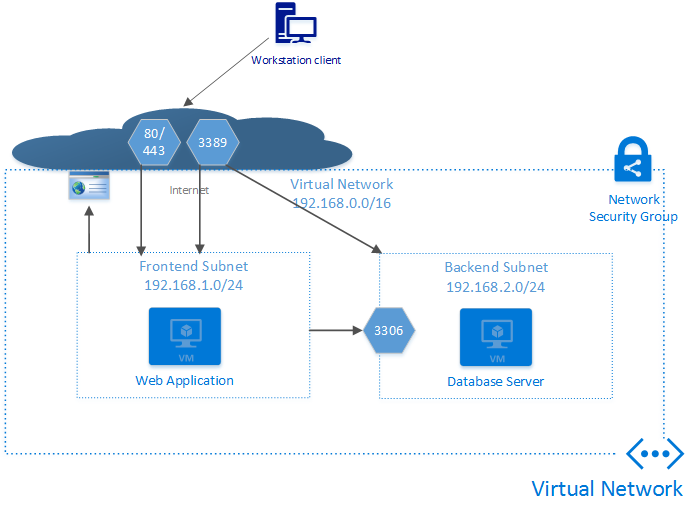 Workstation client
80/
443
3389
Internet
Virtual Network
192.168.0.0/16
Network
Security Group
Frontend Subnet
192.168.1.0/24
VM
Web Application
3306
Backend Subnet
192.168.2.0/24
VM
Database Server
Virtual Network